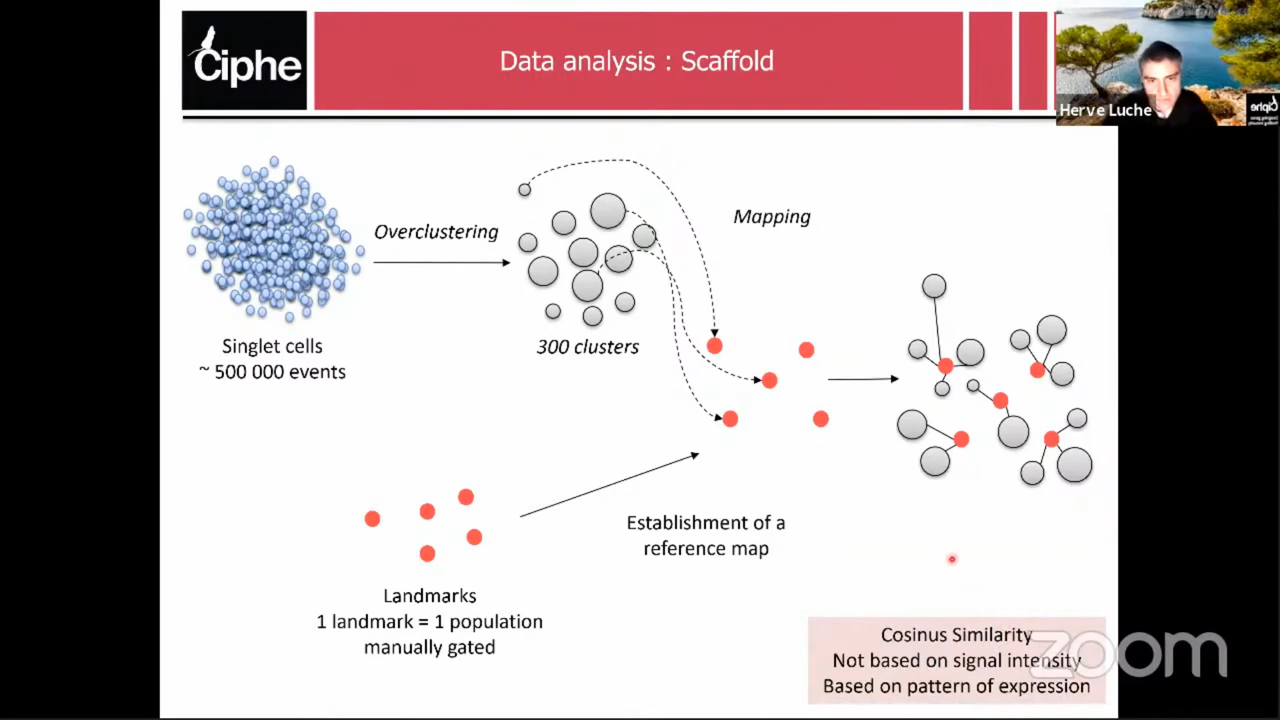 Ciphe
Data analysis : Scaffold
Herve Luche
Overclustering
Mapping
Singlet cells
~ 500 000 events
300 clusters
Establishment of a
reference map
Landmarks
1 landmark = 1 population
manually gated
Cosinus Similarity
Not based on signal intensity
Based on pattern of expression
zoom